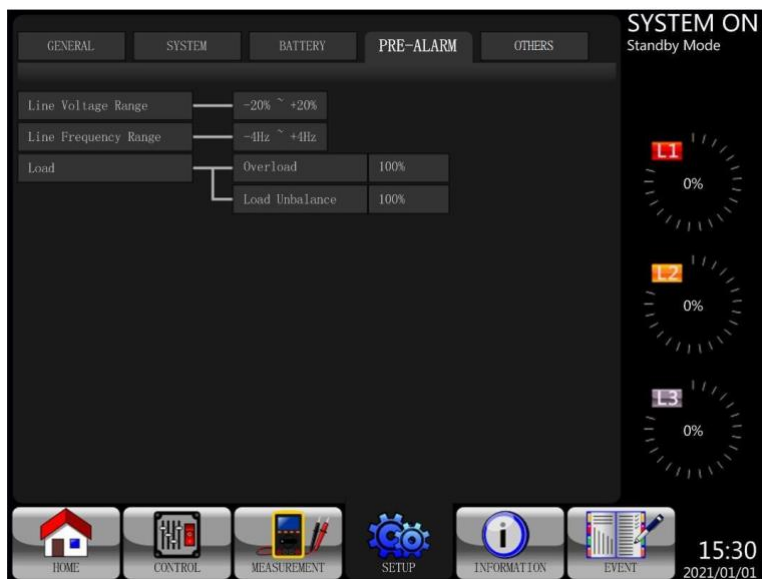 SYSTEM ON
Standby Mode
GENERAL SYSTEM BATTERY PRE-ALARM OTHERS
Line Voltage Range -20% ~ +20%
Line Frequency Range -4Hz ~ +4Hz
Load Overload 100%
Load Unbalance 100%
L1
0%
L2
0%
L3
0%
HOME CONTROL MEASUREMENT SETUP INFORMATION EVENT
15:30
2021/01/01